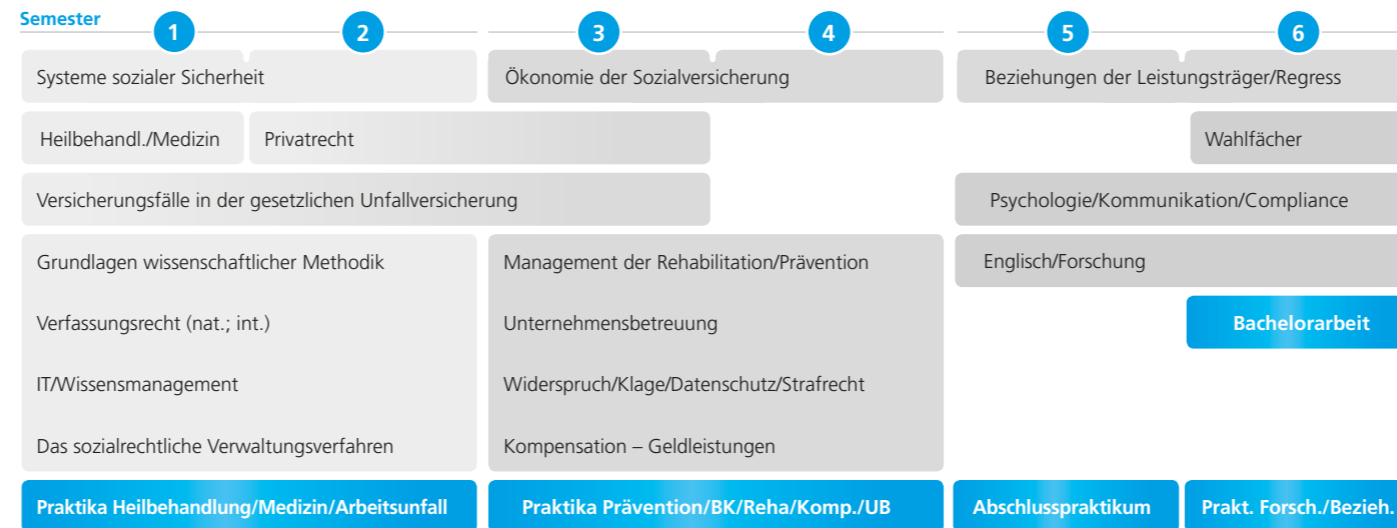 Semester
1 2 3 4 5 6
Systeme sozialer Sicherheit Ökonomie der Sozialversicherung Beziehungen der Leistungsträger/Regress
Heilbehandl./Medizin Privatrecht Wahlfächer
Versicherungsfälle in der gesetzlichen Unfallversicherung Psychologie/Kommunikation/Compliance
Grundlagen wissenschaftlicher Methodik Management der Rehabilitation/Prävention Englisch/Forschung
Verfassungsrecht (nat.; int.) Unternehmensbetreuung Bachelorarbeit
IT/Wissensmanagement Widerspruch/Klage/Datenschutz/Strafrecht
Das sozialrechtliche Verwaltungsverfahren Kompensation – Geldleistungen
Praktika Heilbehandlung/Medizin/Arbeitsunfall Praktika Prävention/BK/Reha/Komp./UB Abschlusspraktikum Prakt. Forsch./Bezieh.